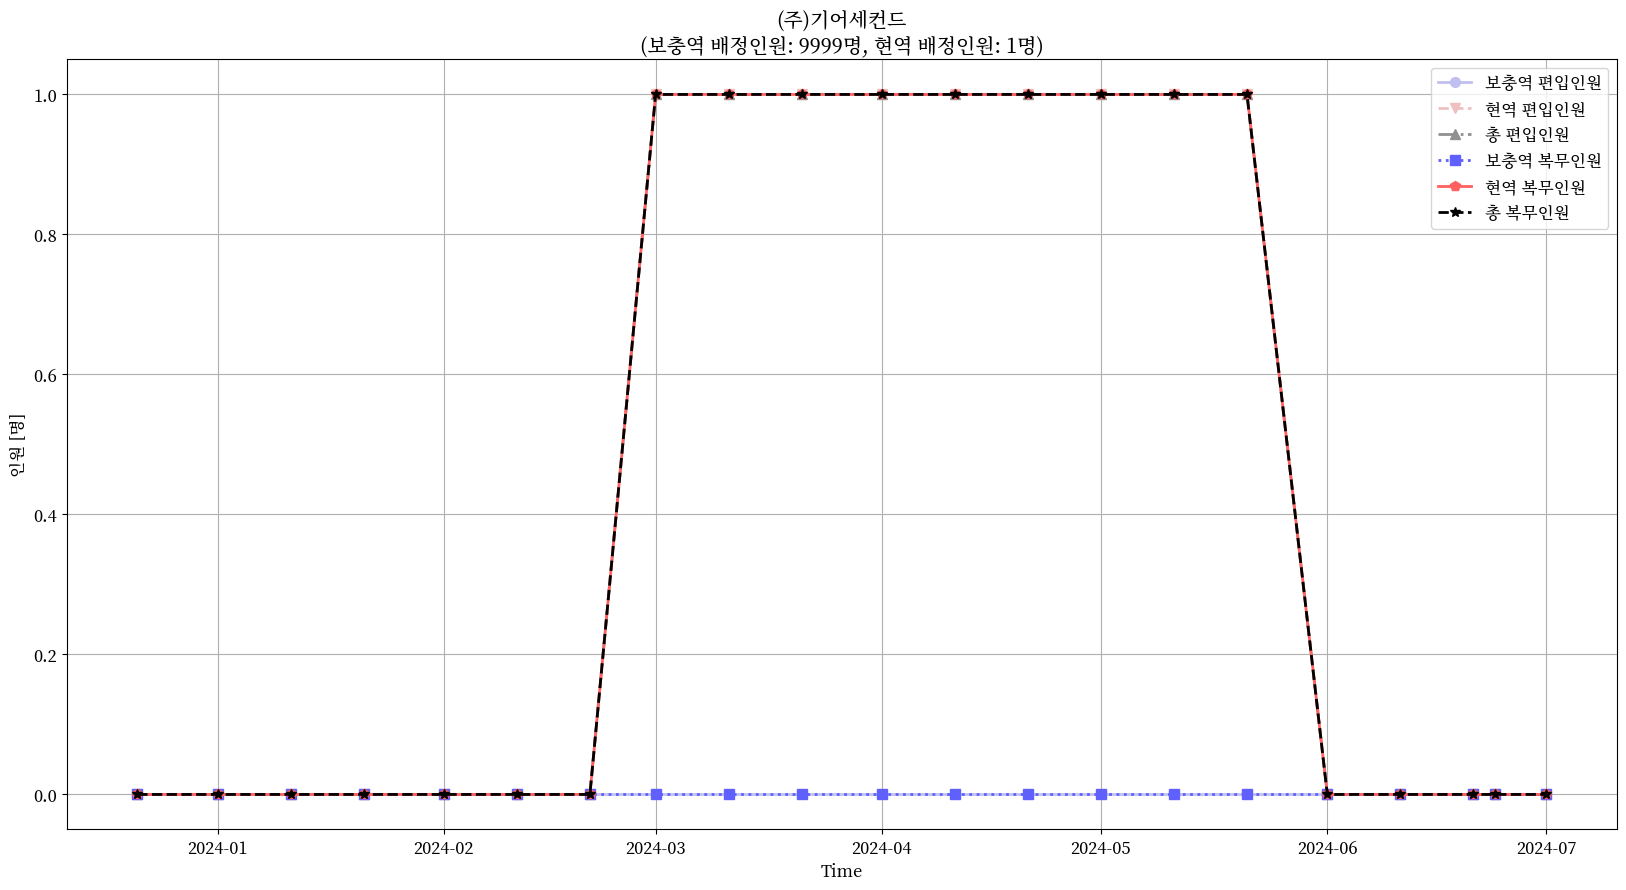 (주)기어세컨드
(보충역 배정인원: 9999명, 현역 배정인원: 1명)
보충역 편입인원
현역 편입인원
총 편입인원
보충역 복무인원
현역 복무인원
총 복무인원
인원 [명]
1.0
0.8
0.6
0.4
0.2
0.0
2024-01
2024-02
2024-03
2024-04
2024-05
2024-06
2024-07
Time